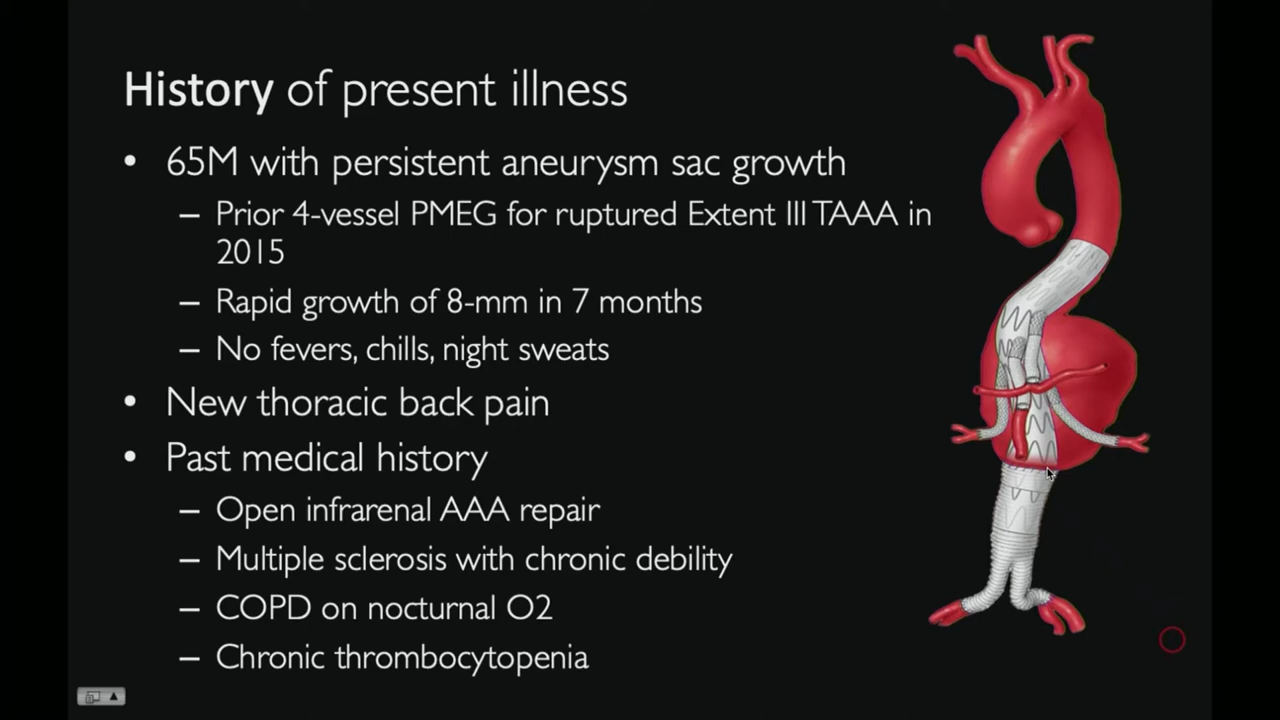 History of present illness
• 65M with persistent aneurysm sac growth
– Prior 4-vessel PMEG for ruptured Extent III TAAA in
2015
– Rapid growth of 8-mm in 7 months
– No fevers, chills, night sweats
• New thoracic back pain
• Past medical history
– Open infrarenal AAA repair
– Multiple sclerosis with chronic debility
– COPD on nocturnal O2
– Chronic thrombocytopenia